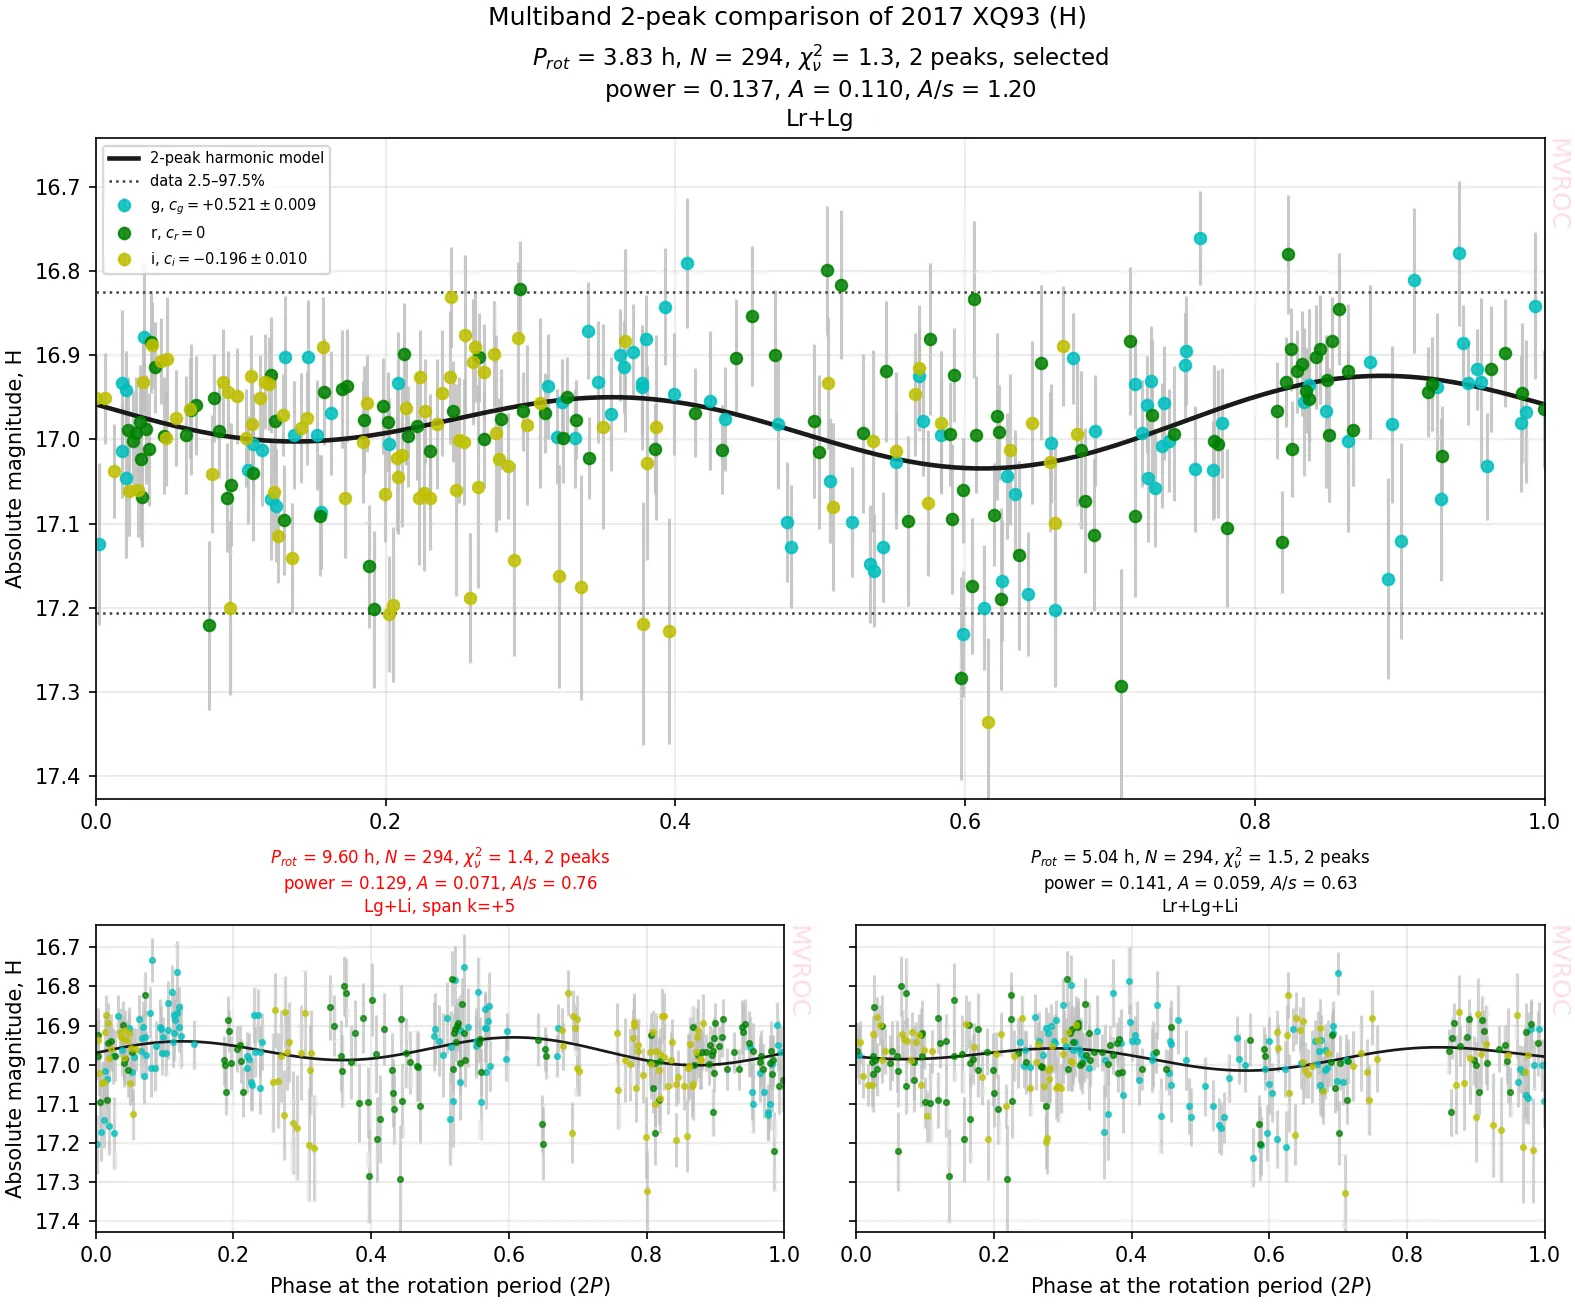 Multiband 2-peak comparison of 2017 XQ93 (H)
P_rot = 3.83 h, N = 294, χ²_ν = 1.3, 2 peaks, selected
power = 0.137, A = 0.110, A/s = 1.20
Lr+Lg
2-peak harmonic model
data 2.5–97.5%
g, c_g = +0.521 ± 0.009
r, c_r = 0
i, c_i = −0.196 ± 0.010
MVROC
Absolute magnitude, H
16.7
16.8
16.9
17.0
17.1
17.2
17.3
17.4
0.0 0.2 0.4 0.6 0.8 1.0
P_rot = 9.60 h, N = 294, χ²_ν = 1.4, 2 peaks
power = 0.129, A = 0.071, A/s = 0.76
Lg+Li, span k=+5
MVROC
Absolute magnitude, H
16.7
16.8
16.9
17.0
17.1
17.2
17.3
17.4
0.0 0.2 0.4 0.6 0.8 1.0
Phase at the rotation period (2P)
P_rot = 5.04 h, N = 294, χ²_ν = 1.5, 2 peaks
power = 0.141, A = 0.059, A/s = 0.63
Lr+Lg+Li
MVROC
0.0 0.2 0.4 0.6 0.8 1.0
Phase at the rotation period (2P)